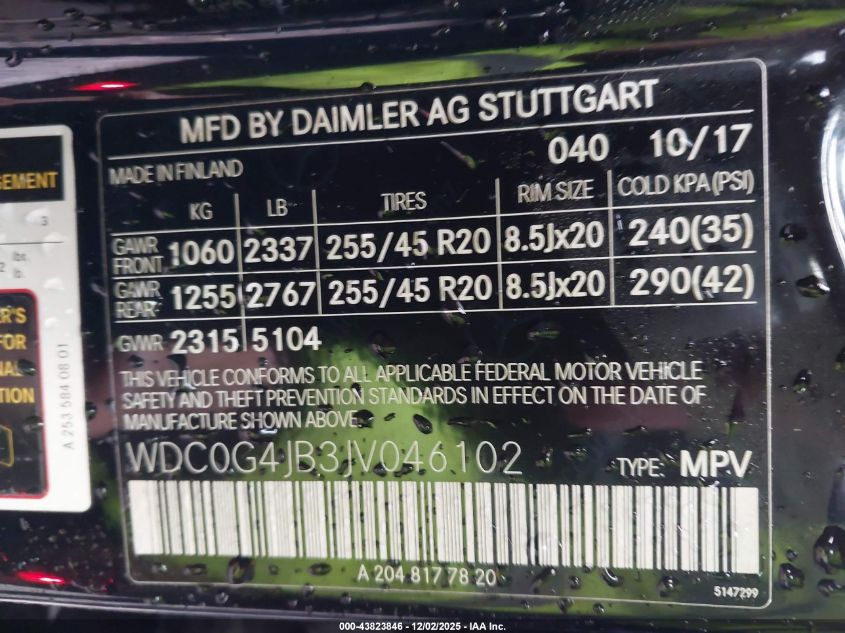 MFD BY DAIMLER AG STUTTGART
040 10/17
MADE IN FINLAND
KG LB TIRES RIM SIZE COLD KPA (PSI)
GAWR FRONT 1060 2337 255/45 R20 8.5Jx20 240(35)
GAWR REAR 1255 2767 255/45 R20 8.5Jx20 290(42)
GVWR 2315 5104
THIS VEHICLE CONFORMS TO ALL APPLICABLE FEDERAL MOTOR VEHICLE
SAFETY AND THEFT PREVENTION STANDARDS IN EFFECT ON THE DATE OF
MANUFACTURE SHOWN ABOVE.
WDC0G4JB3JV046102 TYPE: MPV
A 204 817 78 20
5147299
3
lbs.
lb.
FOR
A 253 584 08 01
000-43823846 - 12/02/2025 - IAA Inc.